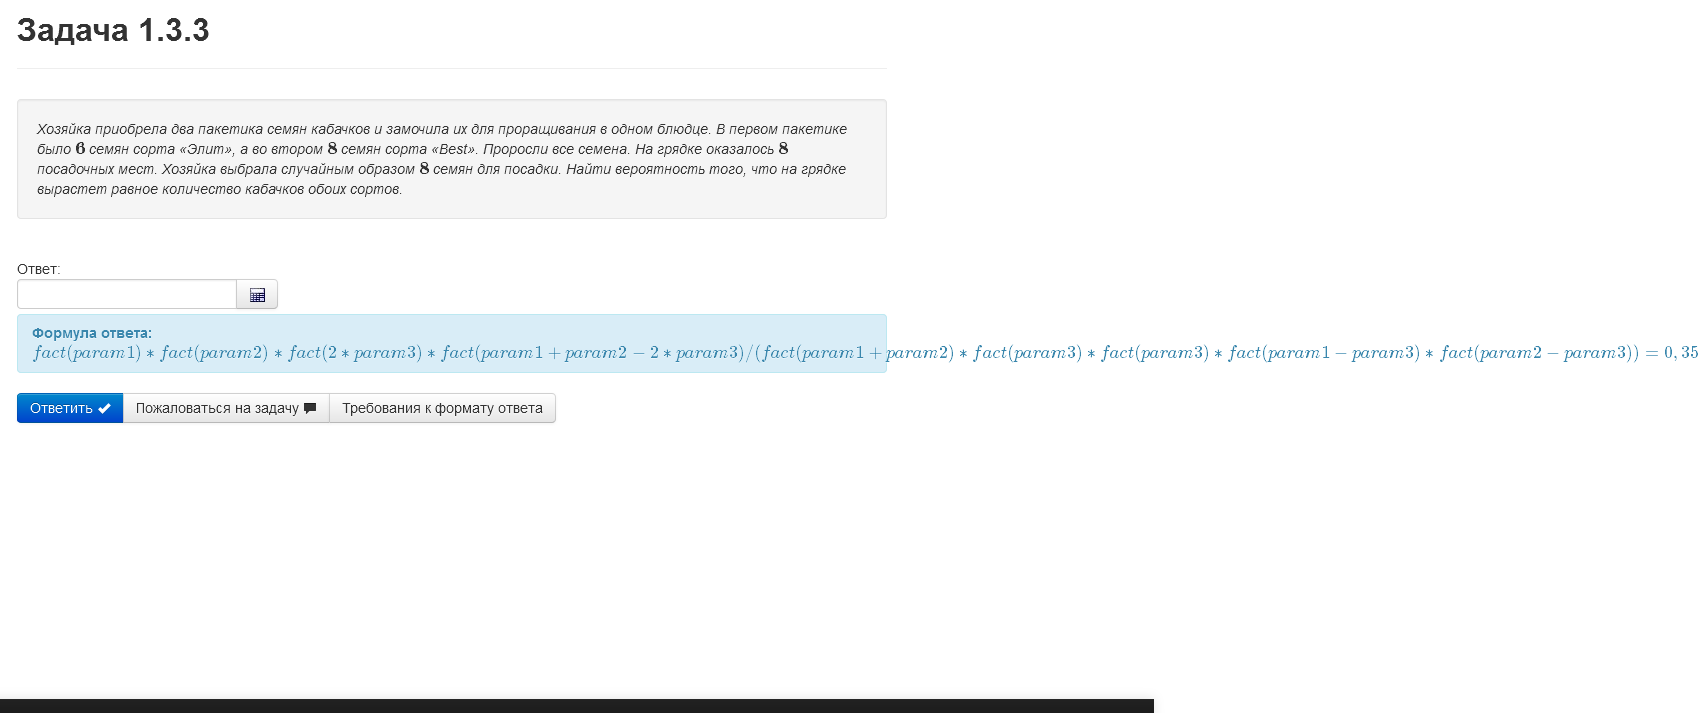 Задача 1.3.3
Хозяйка приобрела два пакетика семян кабачков и замочила их для проращивания в одном блюдце. В первом пакетике
было 6 семян сорта «Элит», а во втором 8 семян сорта «Best». Проросли все семена. На грядке оказалось 8
посадочных мест. Хозяйка выбрала случайным образом 8 семян для посадки. Найти вероятность того, что на грядке
вырастет равное количество кабачков обоих сортов.
Ответ:
Формула ответа:
fact(param1) * fact(param2) * fact(2 * param3) * fact(param1 + param2 − 2 * param3)/(fact(param1 + param2) * fact(param3) * fact(param3) * fact(param1 − param3) * fact(param2 − param3)) = 0, 35
Ответить Пожаловаться на задачу Требования к формату ответа